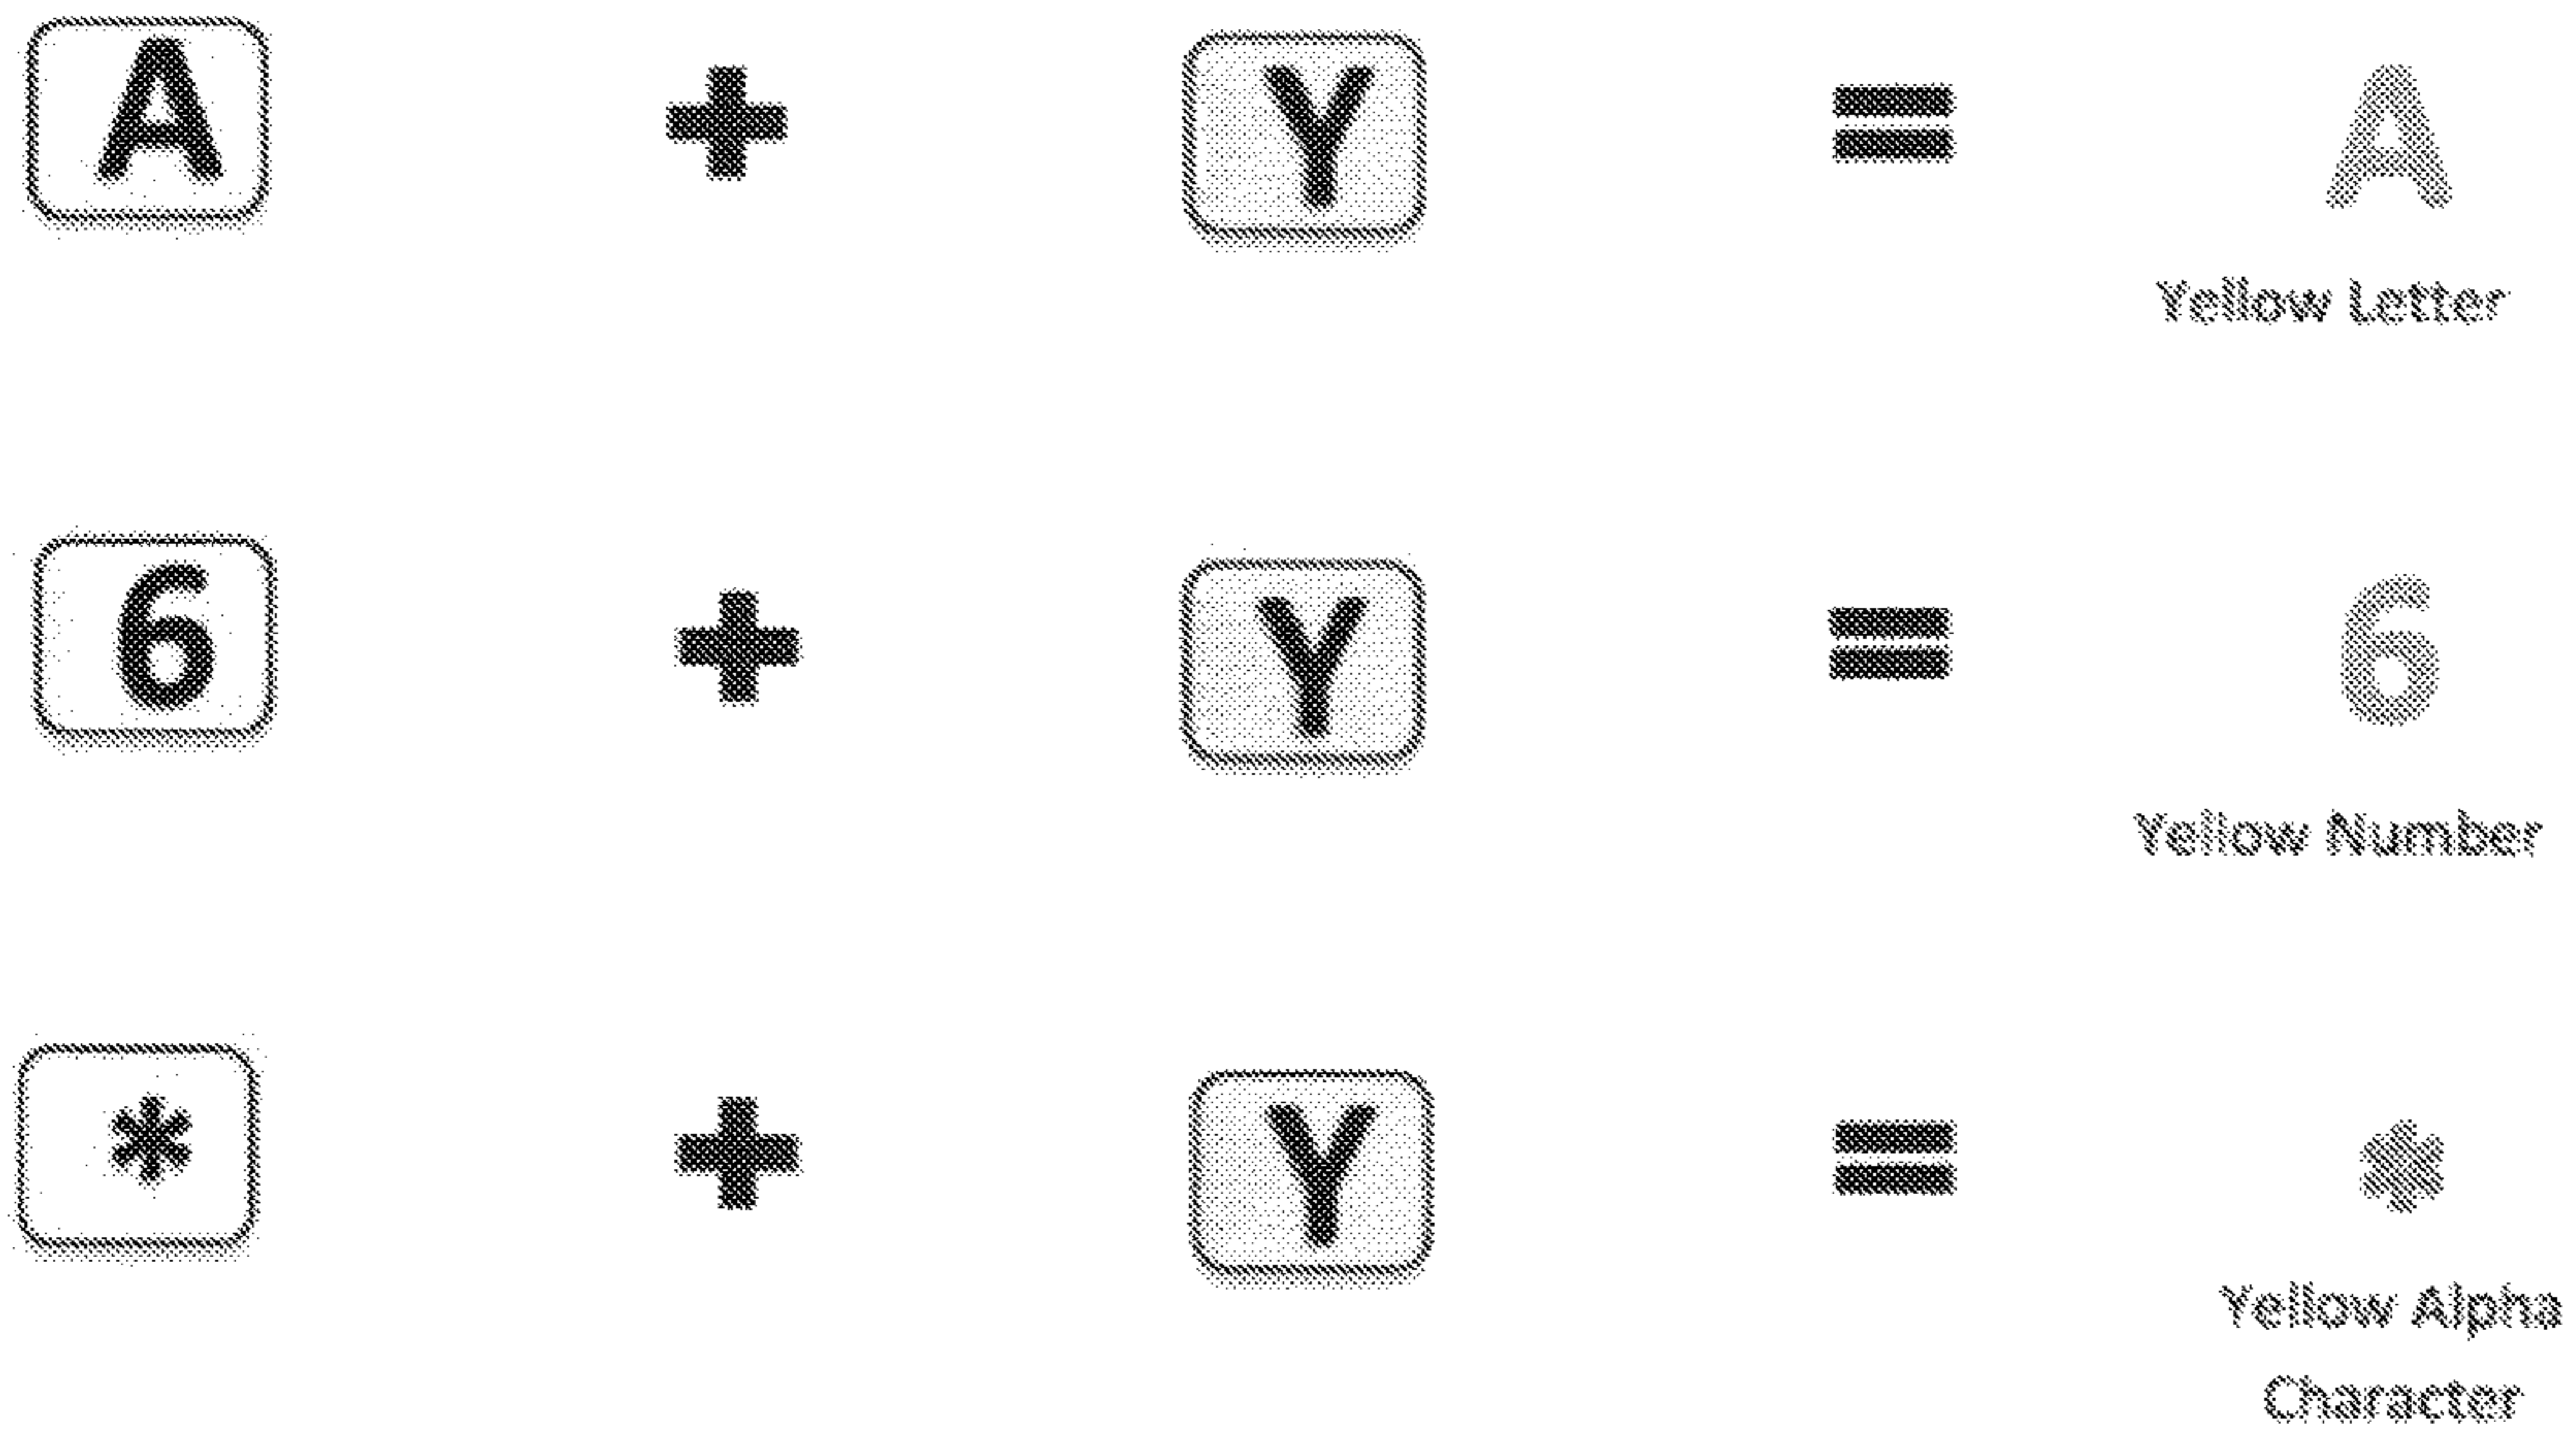 A + Y = A
Yellow Letter
6 + Y = 6
Yellow Number
* + Y = *
Yellow Alpha
Character